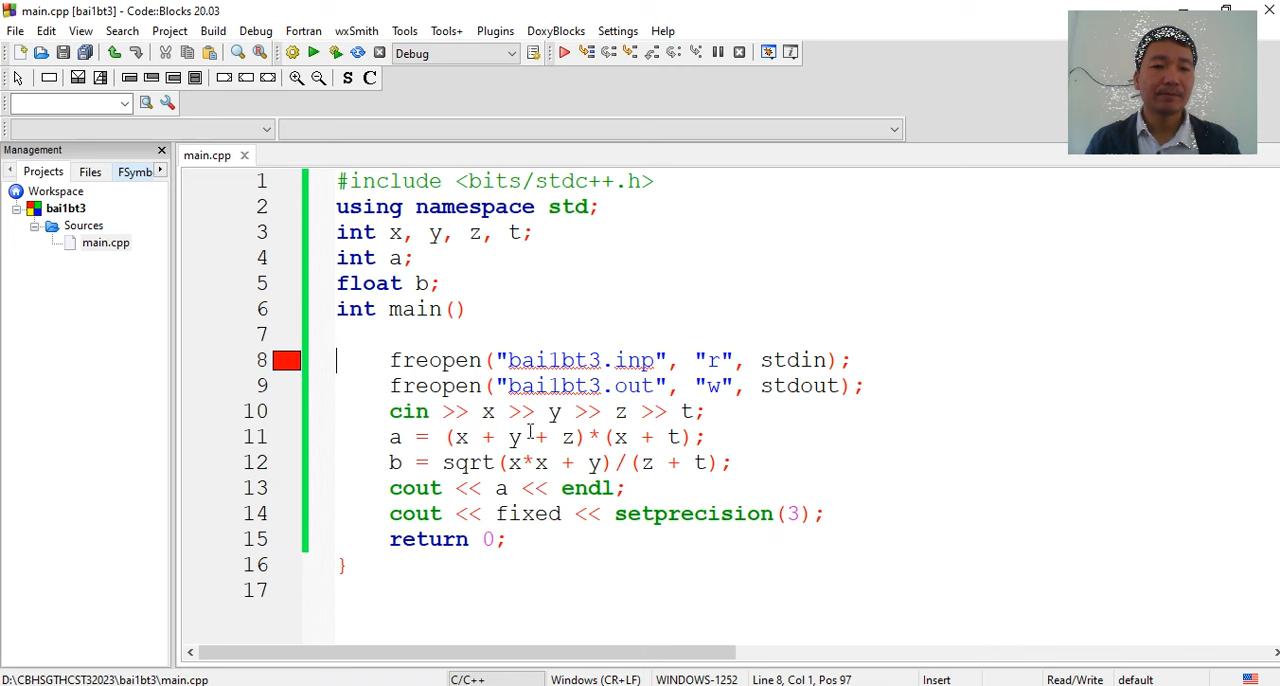 main.cpp [bai1bt3] - Code::Blocks 20.03
File Edit View Search Project Build Debug Fortran wxSmith Tools Tools+ Plugins DoxyBlocks Settings Help
Debug
S C
Management
Projects Files FSymb
main.cpp
Workspace
bai1bt3
Sources
main.cpp
1 #include <bits/stdc++.h>
2 using namespace std;
3 int x, y, z, t;
4 int a;
5 float b;
6 int main()
7
8 freopen("bai1bt3.inp", "r", stdin);
9 freopen("bai1bt3.out", "w", stdout);
10 cin >> x >> y >> z >> t;
11 a = (x + y + z)*(x + t);
12 b = sqrt(x*x + y)/(z + t);
13 cout << a << endl;
14 cout << fixed << setprecision(3);
15 return 0;
16 }
17
D:\CBHSGTHCST32023\bai1bt3\main.cpp C/C++ Windows (CR+LF) WINDOWS-1252 Line 8, Col 1, Pos 97 Insert Read/Write default